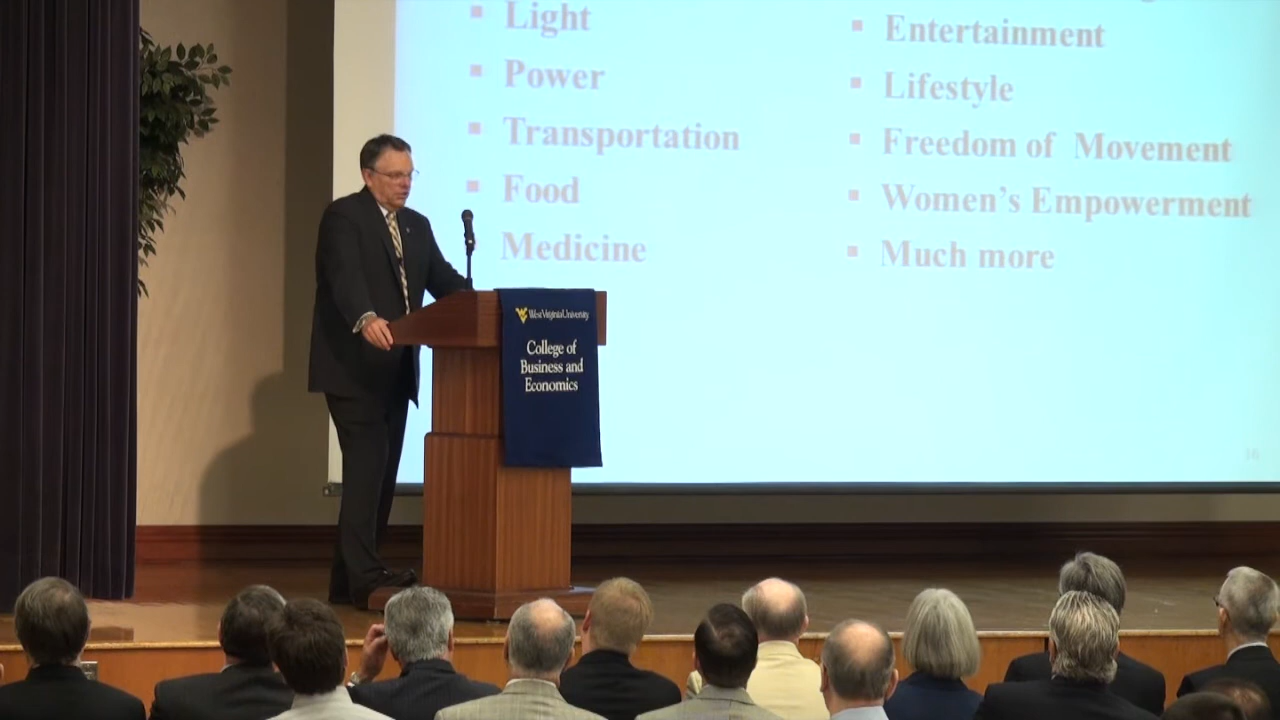 Light
Power
Transportation
Food
Medicine
Entertainment
Lifestyle
Freedom of Movement
Women's Empowerment
Much more
West Virginia University
College of
Business and
Economics